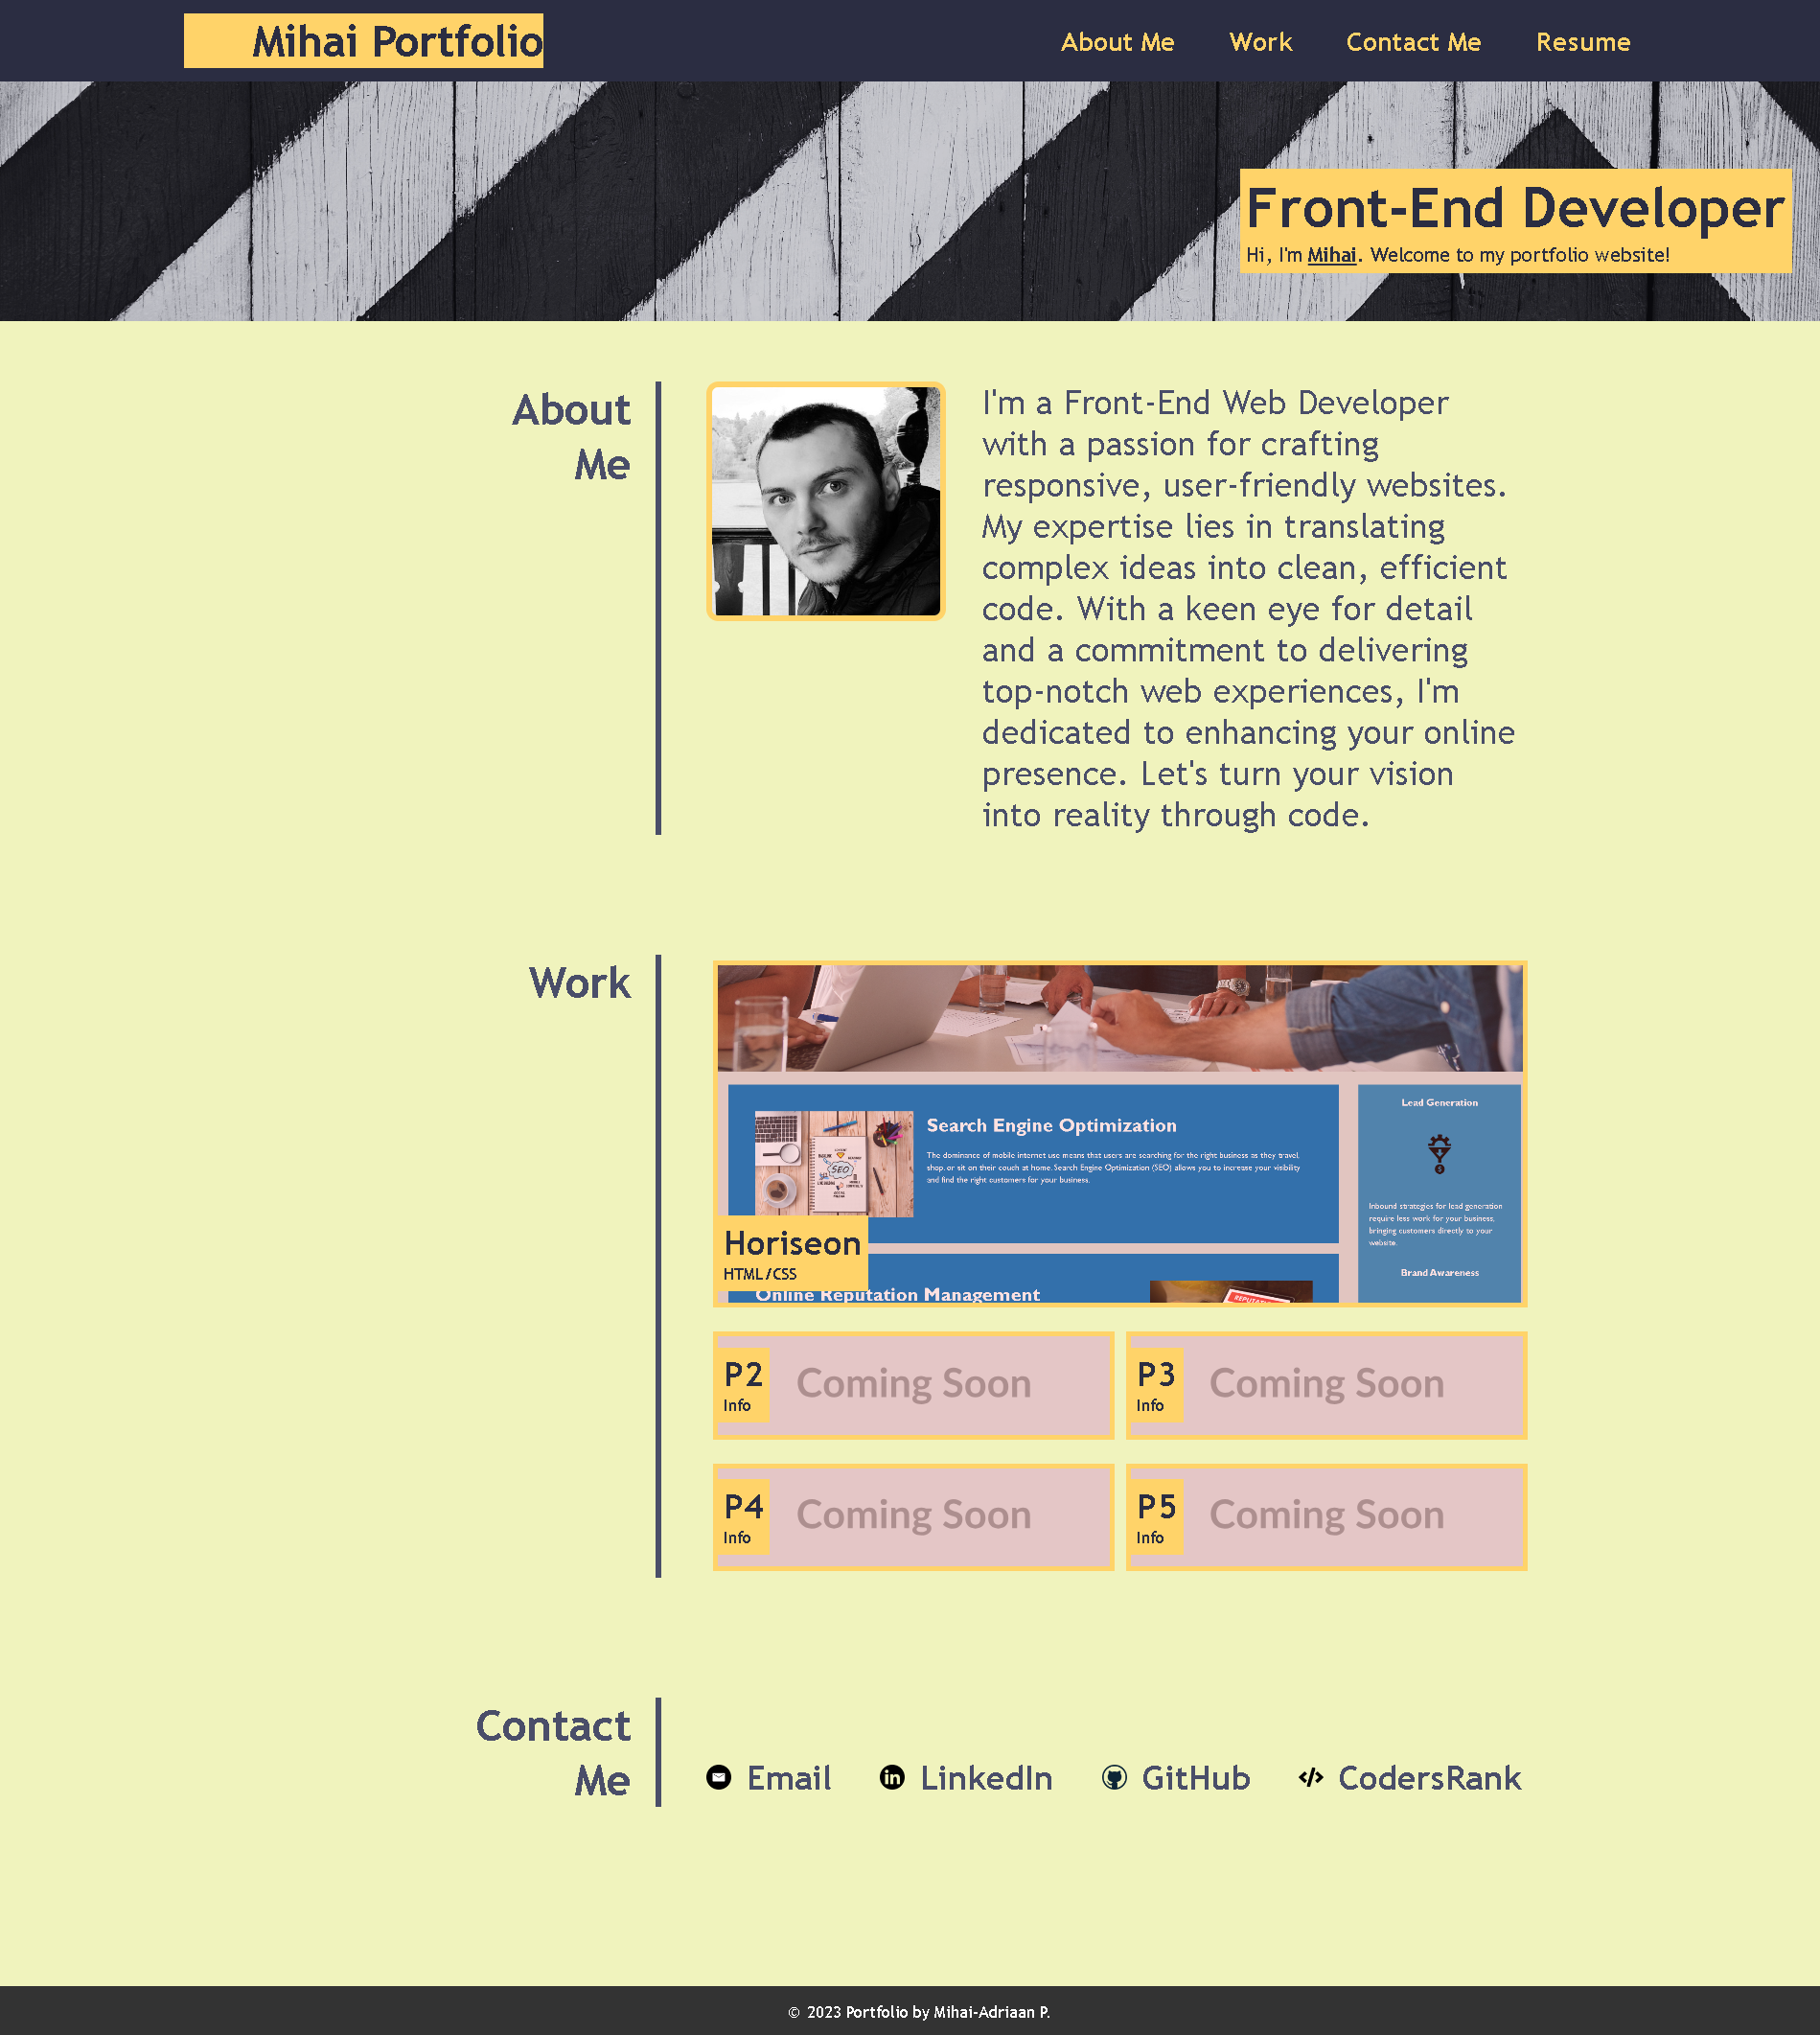 Mihai Portfolio
About Me
Work
Contact Me
Resume
Front-End Developer
Hi, I'm Mihai. Welcome to my portfolio website!
About
Me
I'm a Front-End Web Developer
with a passion for crafting
responsive, user-friendly websites.
My expertise lies in translating
complex ideas into clean, efficient
code. With a keen eye for detail
and a commitment to delivering
top-notch web experiences, I'm
dedicated to enhancing your online
presence. Let's turn your vision
into reality through code.
Work
Search Engine Optimization
The dominance of mobile internet use means that users are searching for the right business as they travel,
shop, or sit on their couch at home. Search Engine Optimization (SEO) allows you to increase your visibility
and find the right customers for your business.
SEO
Lead Generation
Inbound strategies for lead generation
require less work for your business,
bringing customers directly to your
website.
Brand Awareness
Horiseon
HTML/CSS
Online Reputation Management
P2
Info
Coming Soon
P3
Info
Coming Soon
P4
Info
Coming Soon
P5
Info
Coming Soon
Contact
Me
Email
LinkedIn
GitHub
CodersRank
© 2023 Portfolio by Mihai-Adriaan P.